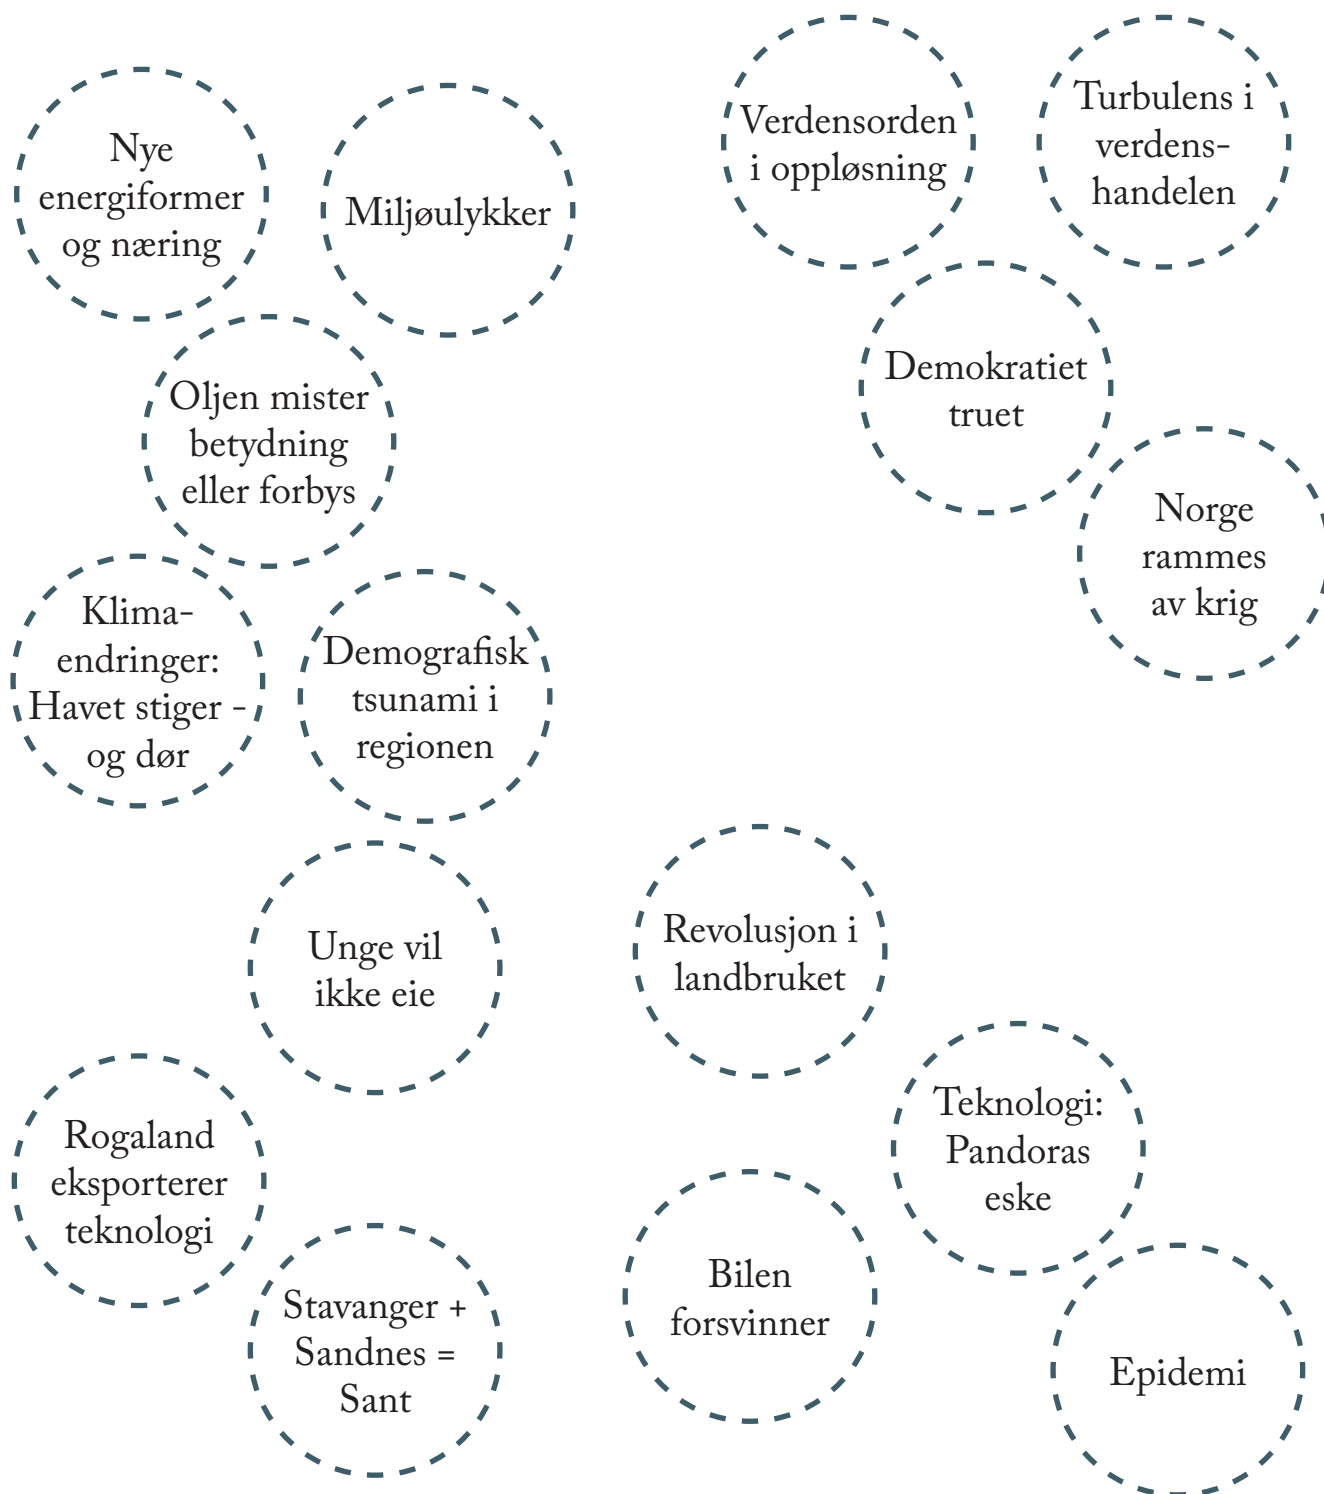 Nye
energiformer
og næring
Miljøulykker
Verdensorden
i oppløsning
Turbulens i
verdens-
handelen
Oljen mister
betydning
eller forbys
Demokratiet
truet
Norge
rammes
av krig
Klima-
endringer:
Havet stiger -
og dør
Demografisk
tsunami i
regionen
Unge vil
ikke eie
Revolusjon i
landbruket
Rogaland
eksporterer
teknologi
Teknologi:
Pandoras
eske
Stavanger +
Sandnes =
Sant
Bilen
forsvinner
Epidemi